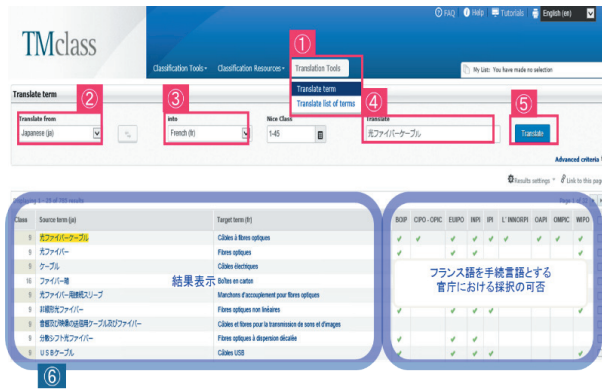 FAQ Help Tutorials English (en)
TMclass
①
Classification Tools Classification Resources Translation Tools
My List: You have made no selection
Translate term
Translate list of terms
Translate term
② ③ ④ ⑤
Translate from into Nice Class Translate
Japanese (ja) French (fr) 1-45 光ファイバーケーブル Translate
Advanced criteria
Results settings Link to this page
Class Source term (ja) Target term (fr) BOIP CIPO - OPIC EUIPO INPI IPI L'INNORPI OAPI OMPIC WIPO
9 光ファイバーケーブル Câbles à fibres optiques
9 光ファイバー Fibres optiques
9 ケーブル Câbles électriques
16 ファイバー箱 Boîtes en carton
結果表示
フランス語を手続言語とする
官庁における採択の可否
9 光ファイバー用接続スリーブ Manchons d'accouplement pour fibres optiques
9 非線形光ファイバー Fibres optiques non linéaires
9 音響及び映像の送信用ケーブル及びファイバー Câbles et fibres pour la transmission de sons et d'images
9 分散シフト光ファイバー Fibres optiques à dispersion décalée
9 ＵＳＢケーブル Câbles USB
⑥